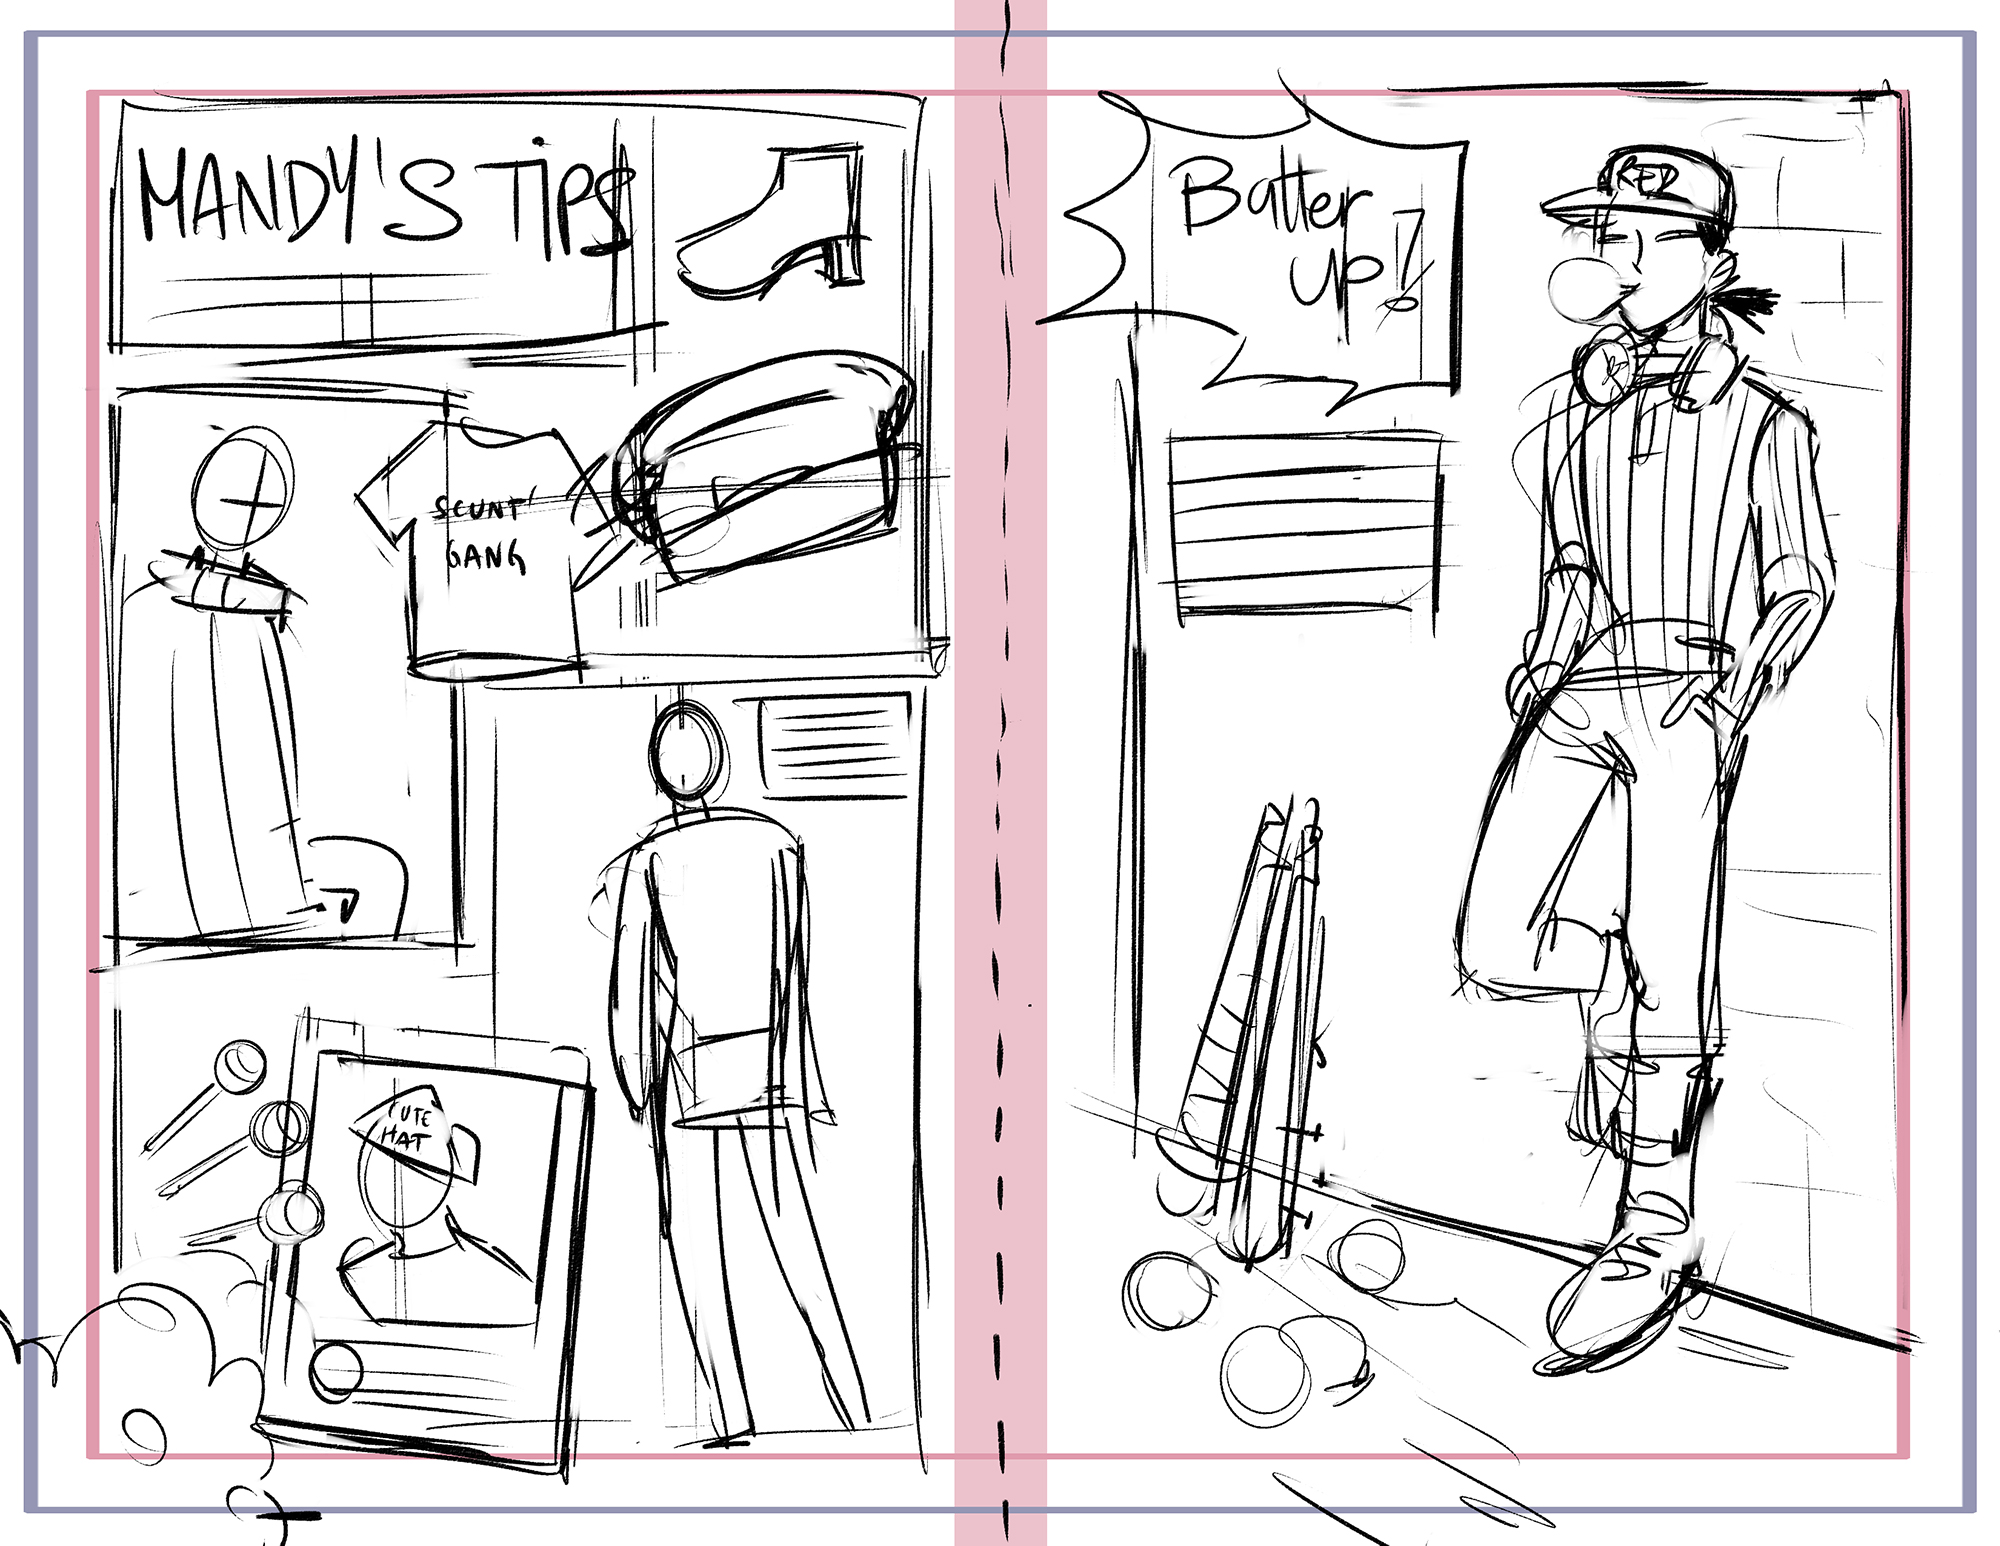 MANDY'S TiPS
SCUNT'
GANG
CUTE
HAT
Batter
up!
RED